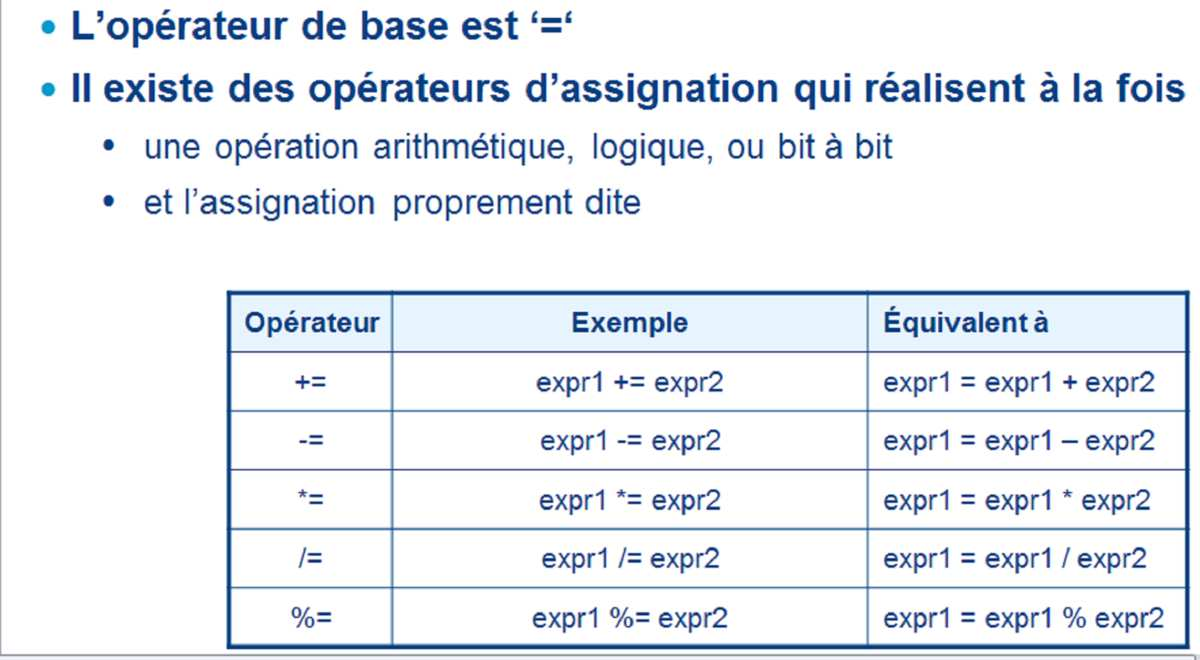 • L’opérateur de base est ‘=‘
• Il existe des opérateurs d’assignation qui réalisent à la fois
• une opération arithmétique, logique, ou bit à bit
• et l’assignation proprement dite
Opérateur Exemple Équivalent à
+= expr1 += expr2 expr1 = expr1 + expr2
-= expr1 -= expr2 expr1 = expr1 – expr2
*= expr1 *= expr2 expr1 = expr1 * expr2
/= expr1 /= expr2 expr1 = expr1 / expr2
%= expr1 %= expr2 expr1 = expr1 % expr2